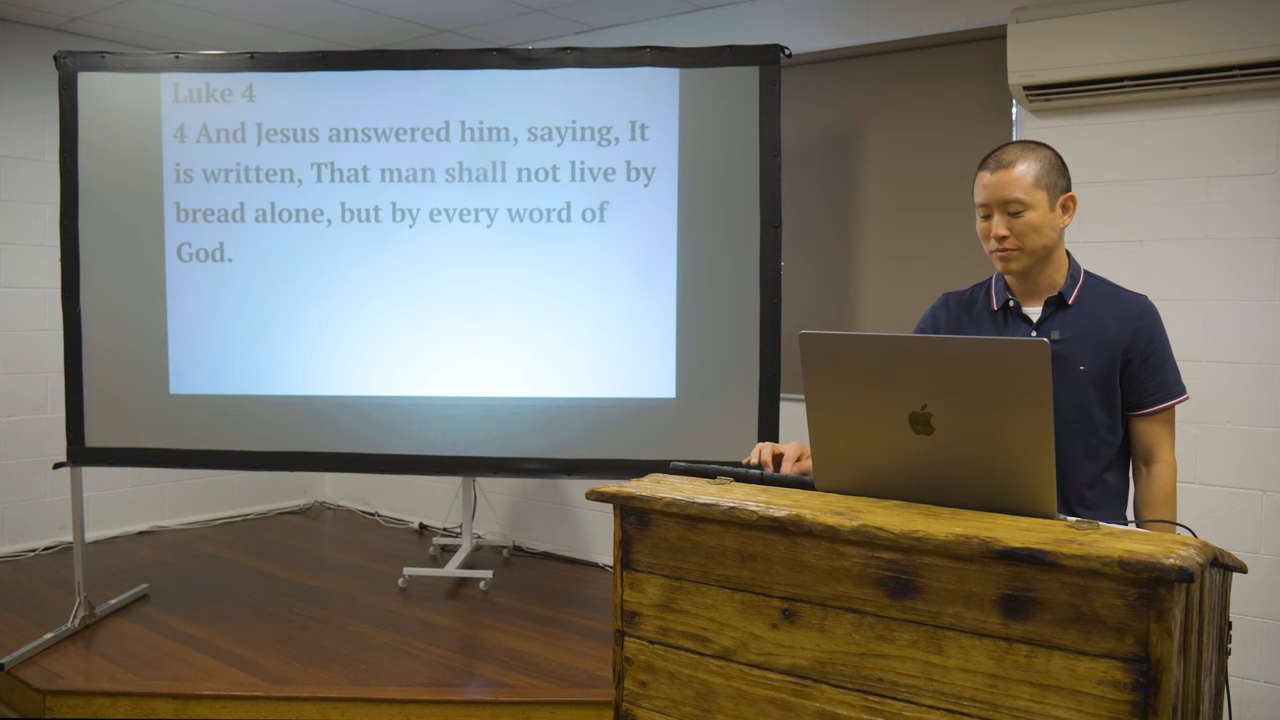 Luke 4
4 And Jesus answered him, saying, It
is written, That man shall not live by
bread alone, but by every word of
God.